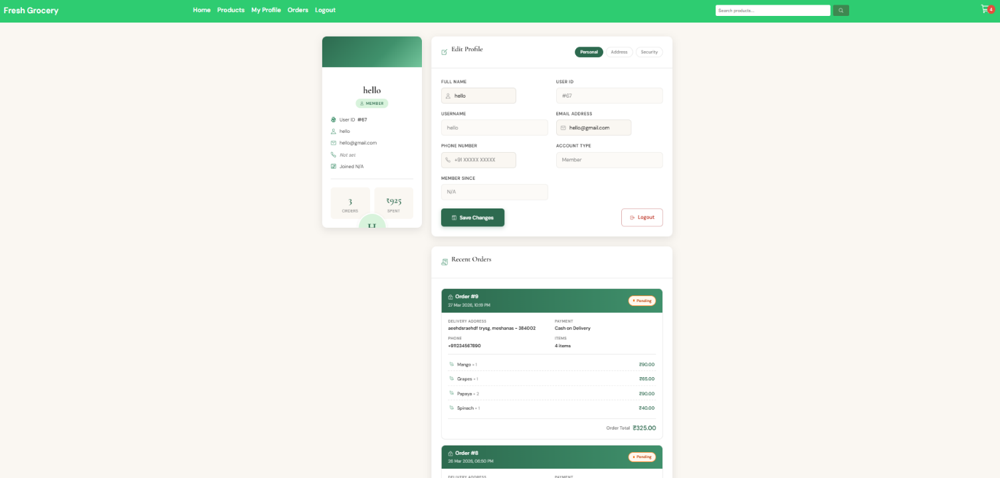 Fresh Grocery
Home Products My Profile Orders Logout
Search products...
4
hello
MEMBER
User ID #67
hello
hello@gmail.com
Not set
Joined N/A
3
ORDERS
₹925
SPENT
H
Edit Profile
Personal Address Security
FULL NAME
hello
USER ID
#67
USERNAME
hello
EMAIL ADDRESS
hello@gmail.com
PHONE NUMBER
+91 XXXXX XXXXX
ACCOUNT TYPE
Member
MEMBER SINCE
N/A
Save Changes
Logout
Recent Orders
Order #9
27 Mar 2026, 10:19 PM
Pending
DELIVERY ADDRESS
aeehdsraehdf trysg, meshanas - 384002
PAYMENT
Cash on Delivery
PHONE
+911234567890
ITEMS
4 items
Mango × 1 ₹90.00
Grapes × 1 ₹65.00
Papaya × 2 ₹90.00
Spinach × 1 ₹40.00
Order Total ₹325.00
Order #8
26 Mar 2026, 06:50 PM
Pending
DELIVERY ADDRESS
PAYMENT